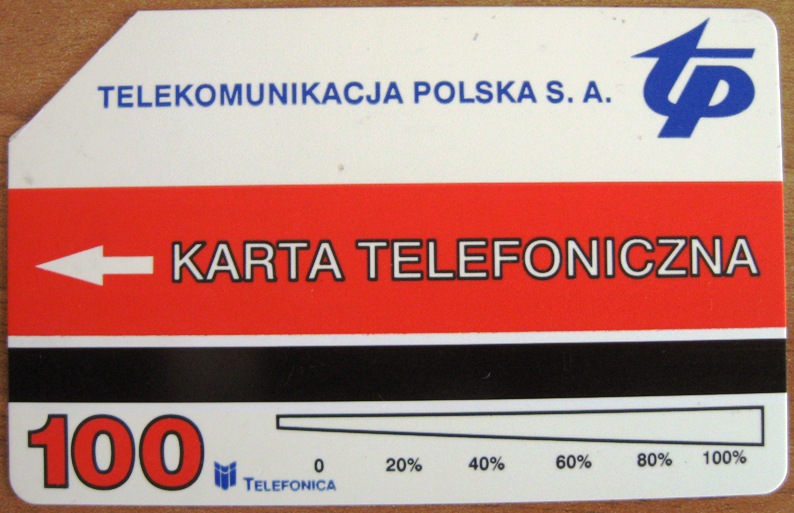 TELEKOMUNIKACJA POLSKA S. A.
tp
KARTA TELEFONICZNA
100
TELEFONICA
0 20% 40% 60% 80% 100%